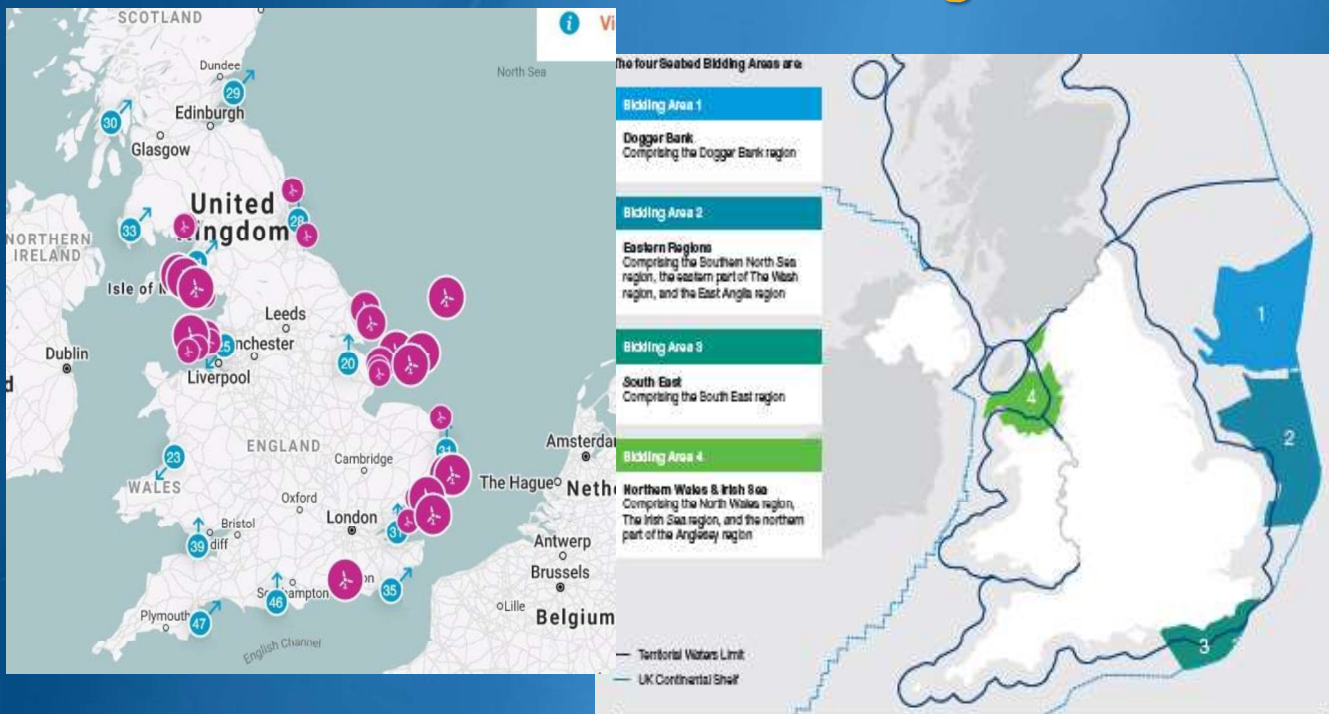 SCOTLAND
i Vi
North Sea
Dundee
29
Edinburgh
30
Glasgow
United
ingdom
28
33
NORTHERN
IRELAND
Isle of
Leeds
20
nchester
25
Liverpool
Dublin
ENGLAND
Cambridge
31
Amsterda
23
WALES
The Hague
Neth
Oxford
London
Bristol
diff
39
31
Antwerp
Brussels
Lille
Belgium
on
35
46
Plymouth
47
English Channel
The four Seabed Bidding Areas are:
Bidding Area 1
Dogger Bank
Comprising the Dogger Bank region
Bidding Area 2
Eastern Regions
Comprising the Southern North Sea
region, the eastern part of The Wash
region, and the East Anglia region
Bidding Area 3
South East
Comprising the South East region
Bidding Area 4
Northern Wales & Irish Sea
Comprising the North Wales region,
The Irish Sea region, and the northern
part of the Anglesey region
Territorial Waters Limit
UK Continental Shelf
1
2
3
4